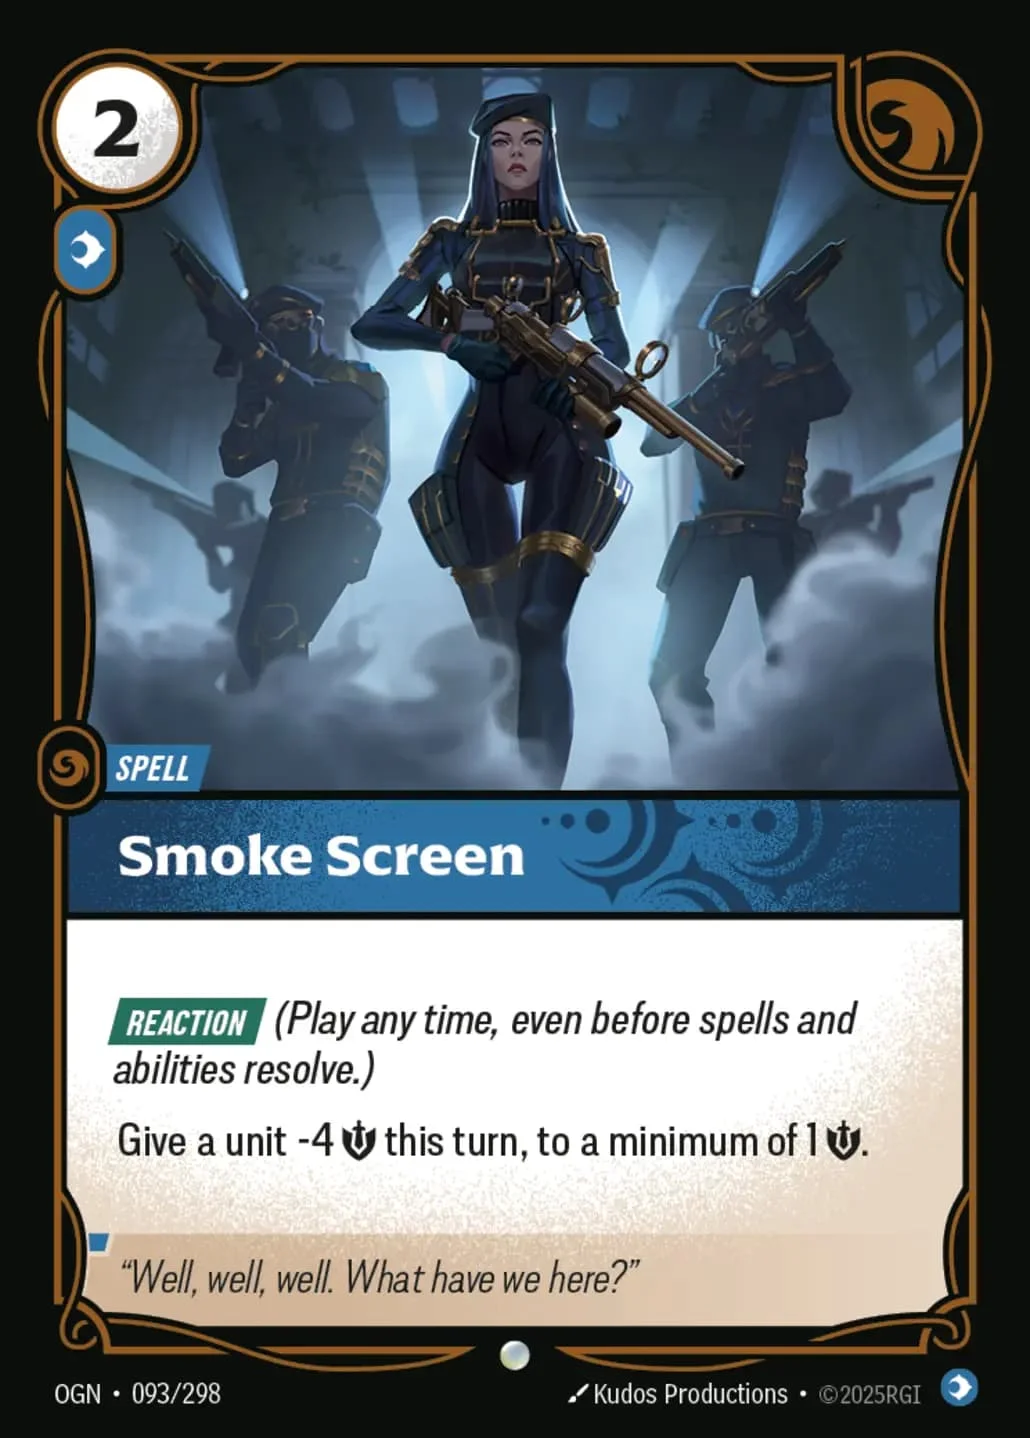 2
SPELL
Smoke Screen
REACTION (Play any time, even before spells and
abilities resolve.)
Give a unit -4 this turn, to a minimum of 1.
“Well, well, well. What have we here?”
OGN • 093/298
Kudos Productions • ©2025RGI